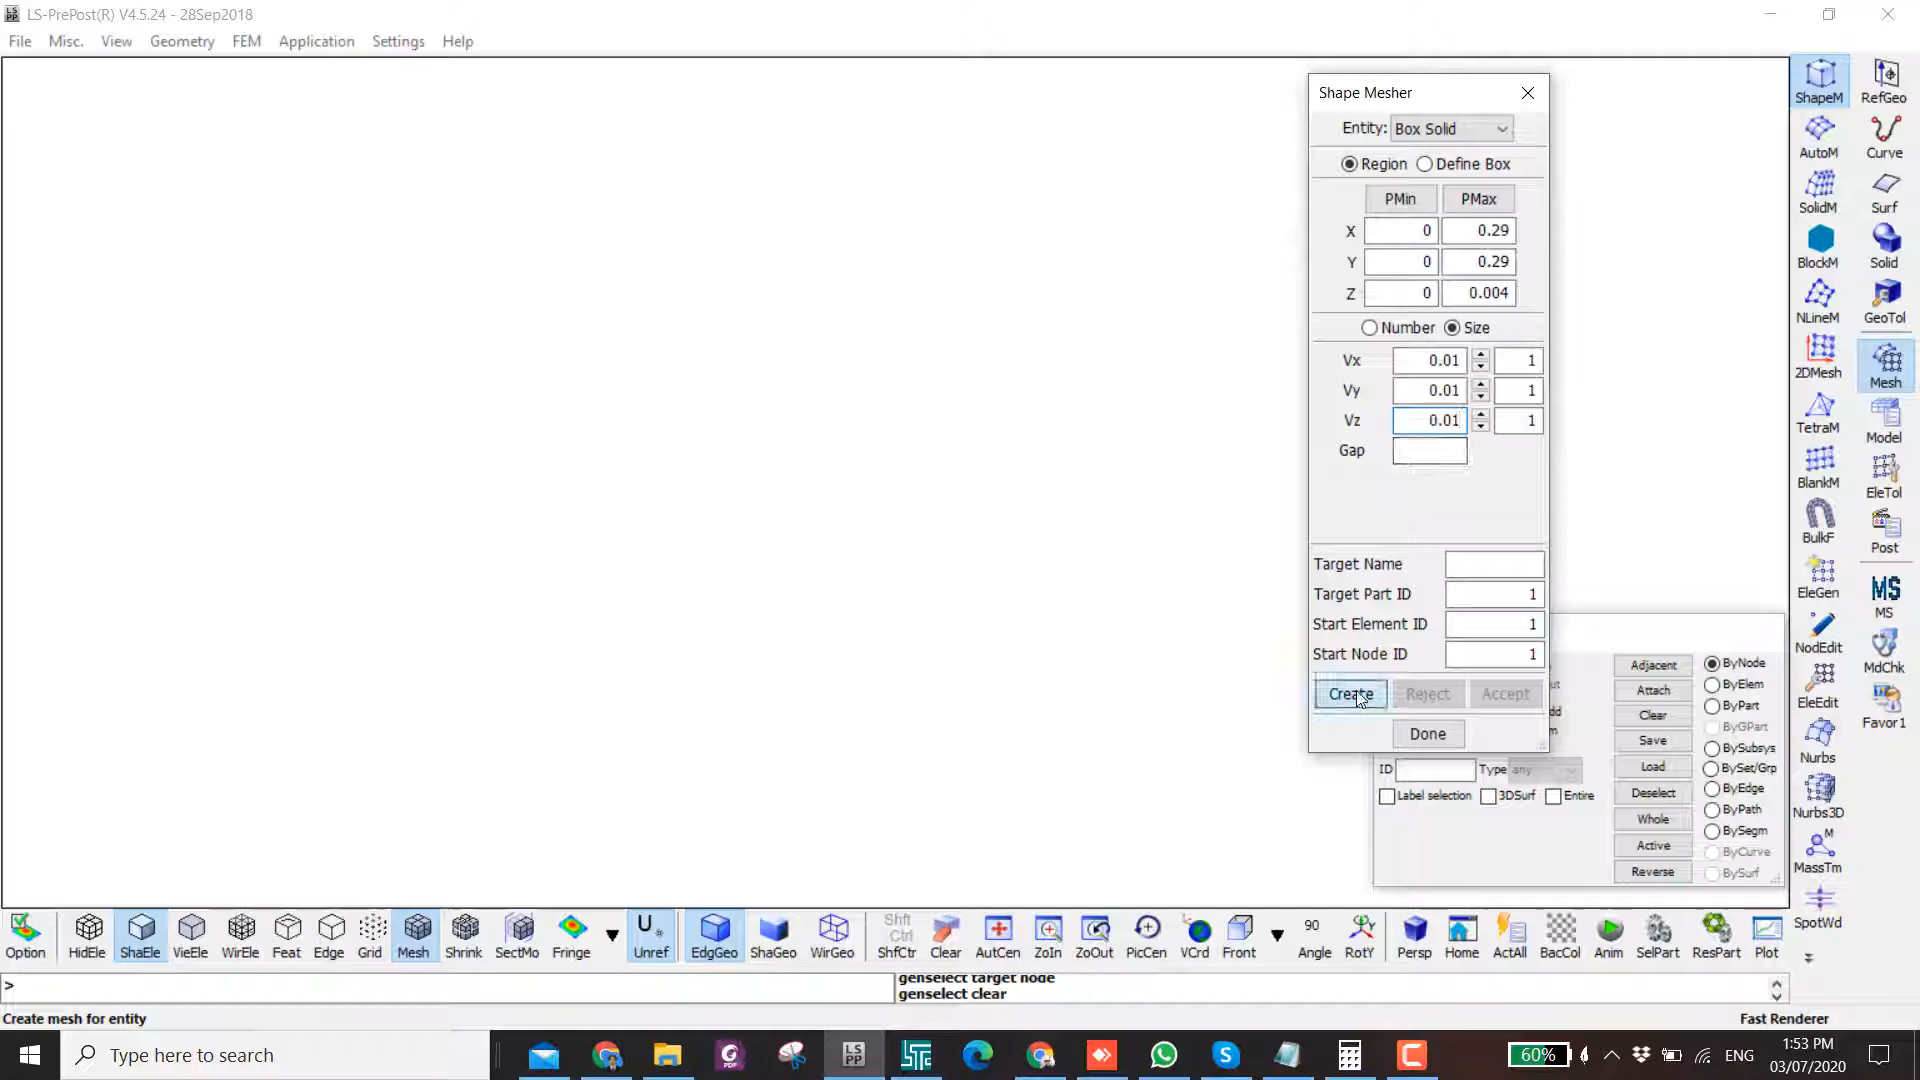 LS-PrePost(R) V4.5.24 - 28Sep2018
File Misc. View Geometry FEM Application Settings Help
Shape Mesher
Entity: Box Solid
Region Define Box
PMin PMax
X 0 0.29
Y 0 0.29
Z 0 0.004
Number Size
Vx 0.01 1
Vy 0.01 1
Vz 0.01 1
Gap
Target Name
Target Part ID 1
Start Element ID 1
Start Node ID 1
Create Reject Accept
Done
Adjacent ByNode
Attach ByElem
Clear ByPart
ByGPart
Save BySubsys
Load BySet/Grp
Deselect ByEdge
Whole ByPath
BySegm
Active ByCurve
Reverse BySurf
ID Type any
Label selection 3DSurf Entire
ShapeM RefGeo
AutoM Curve
SolidM Surf
BlockM Solid
NLineM GeoTol
2DMesh Mesh
TetraM Model
BlankM EleTol
BulkF Post
EleGen MS
MS
NodEdit MdChk
EleEdit Favor1
Nurbs
Nurbs3D
M
MassTm
SpotWd
Option HidEle ShaEle VieEle WirEle Feat Edge Grid Mesh Shrink SectMo Fringe Unref EdgGeo ShaGeo WirGeo ShftCtr Clear AutCen ZoIn ZoOut PicCen VCrd Front Angle RotY Persp Home ActAll BacCol Anim SelPart ResPart Plot
U
Shft
Ctrl
90
>
genselect target node
genselect clear
Create mesh for entity
Fast Renderer
Type here to search
60%
ENG
1:53 PM
03/07/2020